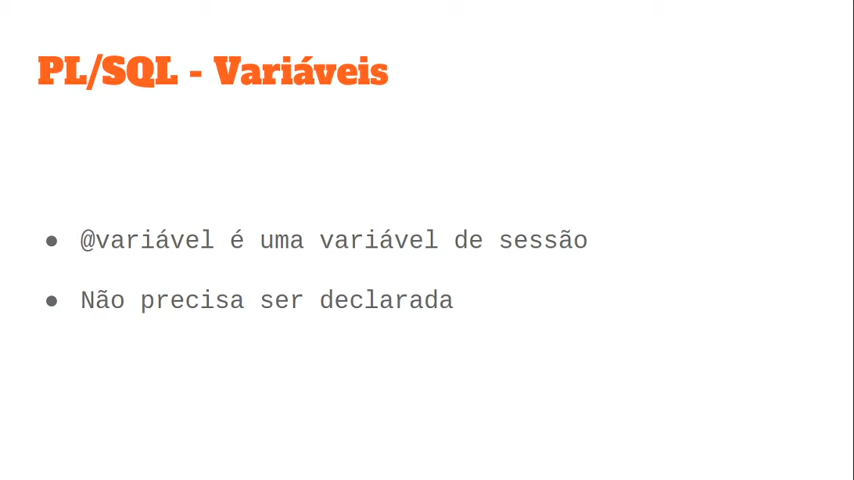 PL/SQL - Variáveis
● @variável é uma variável de sessão
● Não precisa ser declarada